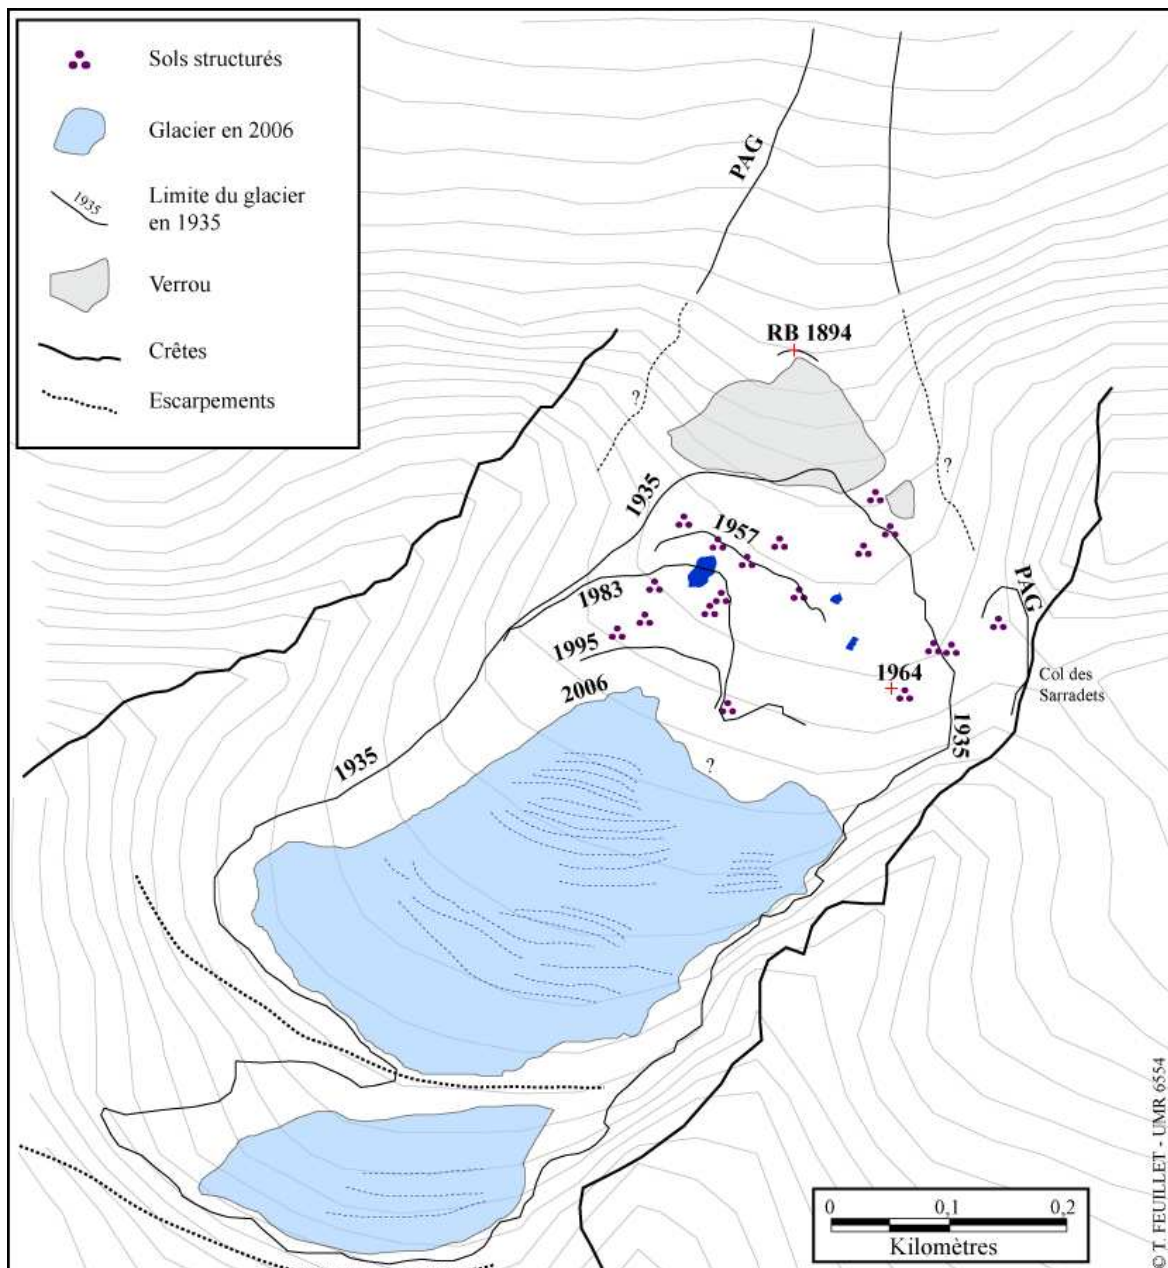 Sols structurés
Glacier en 2006
1935
Limite du glacier
en 1935
Verrou
Crêtes
Escarpements
PAG
RB 1894
?
?
1935
1957
PAG
1983
1995
1964
Col des
Sarradets
2006
1935
1935
?
0
0,1
0,2
Kilomètres
© T. FEUILLET - UMR 6554